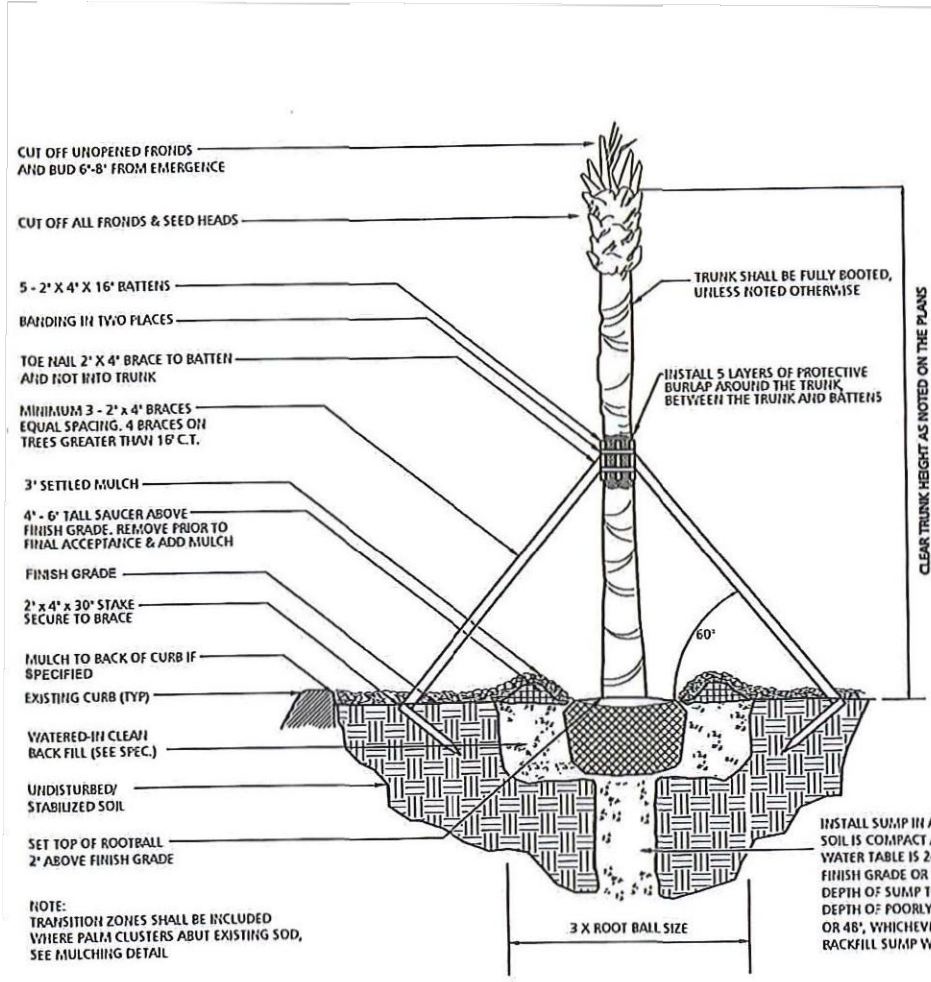 CUT OFF UNOPENED FRONDS
AND BUD 6"-8" FROM EMERGENCE
CUT OFF ALL FRONDS & SEED HEADS
5 - 2" X 4" X 16" BATTENS
BANDING IN TWO PLACES
TOE NAIL 2" X 4" BRACE TO BATTEN
AND NOT INTO TRUNK
MINIMUM 3 - 2" x 4" BRACES
EQUAL SPACING. 4 BRACES ON
TREES GREATER THAN 16' C.T.
3" SETTLED MULCH
4" - 6" TALL SAUCER ABOVE
FINISH GRADE. REMOVE PRIOR TO
FINAL ACCEPTANCE & ADD MULCH
FINISH GRADE
2" x 4" x 30" STAKE
SECURE TO BRACE
MULCH TO BACK OF CURB IF
SPECIFIED
EXISTING CURB (TYP)
WATERED-IN CLEAN
BACK FILL (SEE SPEC.)
UNDISTURBED/
STABILIZED SOIL
SET TOP OF ROOTBALL
2" ABOVE FINISH GRADE
NOTE:
TRANSITION ZONES SHALL BE INCLUDED
WHERE PALM CLUSTERS ABUT EXISTING SOD,
SEE MULCHING DETAIL
TRUNK SHALL BE FULLY BOOTED,
UNLESS NOTED OTHERWISE
INSTALL 5 LAYERS OF PROTECTIVE
BURLAP AROUND THE TRUNK
BETWEEN THE TRUNK AND BATTENS
60°
3 X ROOT BALL SIZE
CLEAR TRUNK HEIGHT AS NOTED ON THE PLANS
INSTALL SUMP IN
SOIL IS COMPACT
WATER TABLE IS
FINISH GRADE OR
DEPTH OF SUMP
DEPTH OF POORLY
OR 48",
BACKFILL SUMP